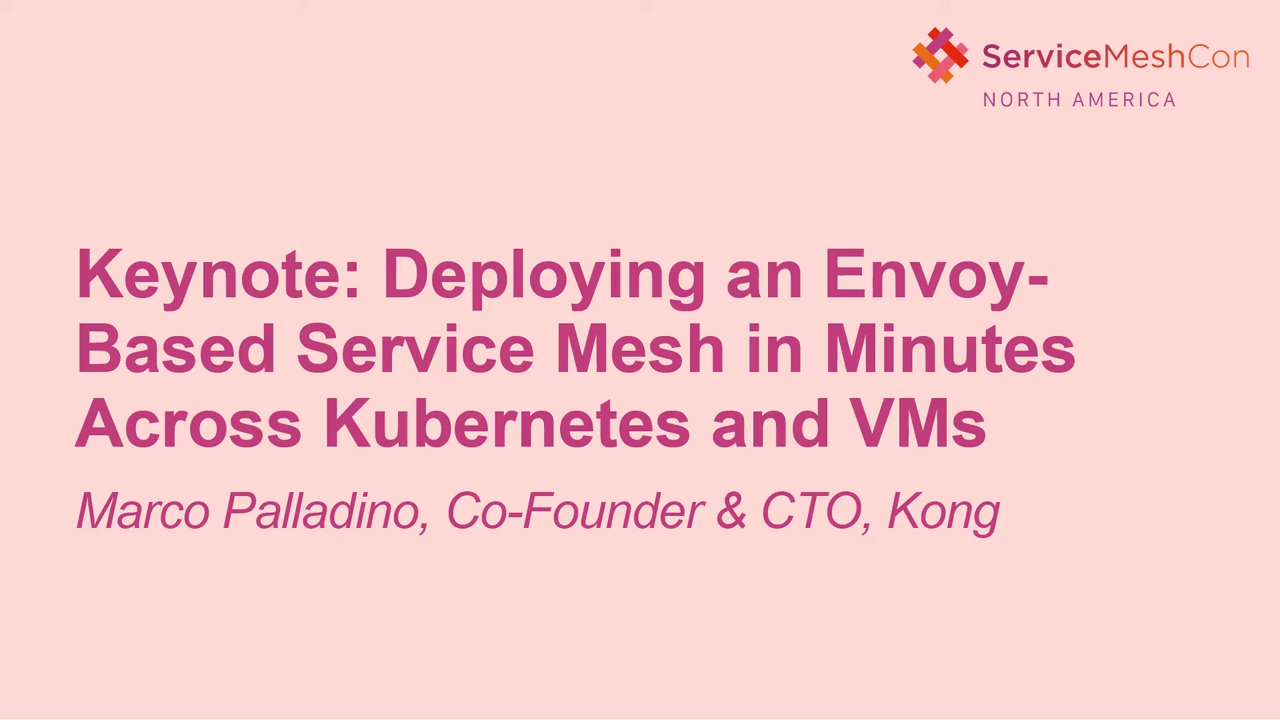 ServiceMeshCon
NORTH AMERICA
Keynote: Deploying an Envoy-
Based Service Mesh in Minutes
Across Kubernetes and VMs
Marco Palladino, Co-Founder & CTO, Kong